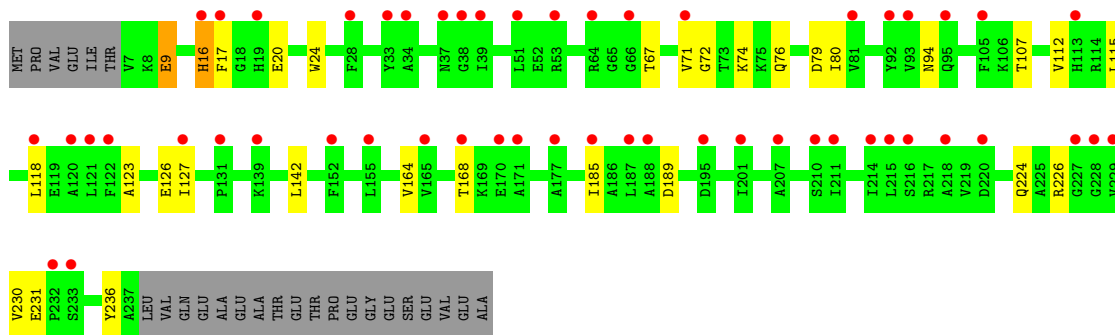 MET PRO VAL GLU ILE THR V7 K8 E9 H16 F17 G18 H19 E20 W24 F28 Y33 A34 N37 G38 I39 L51 E52 R53 R64 G65 G66 T67 V71 G72 T73 K74 K75 Q76 D79 I80 V81 Y92 V93 N94 Q95 F105 K106 T107 V112 H113 R114
L118 E119 A120 L121 F122 A123 E126 I127 P131 K139 L142 F152 L155 V164 V165 T168 K169 E170 A171 A177 I185 A186 L187 A188 D189 D195 I201 A207 S210 I211 I214 L215 S216 R217 A218 V219 D220 Q224 A225 R226 G227 G228
V230 E231 P232 S233 Y236 A237 LEU VAL GLN GLU ALA GLU ALA THR GLU THR PRO GLU GLY GLU SER GLU VAL GLU ALA